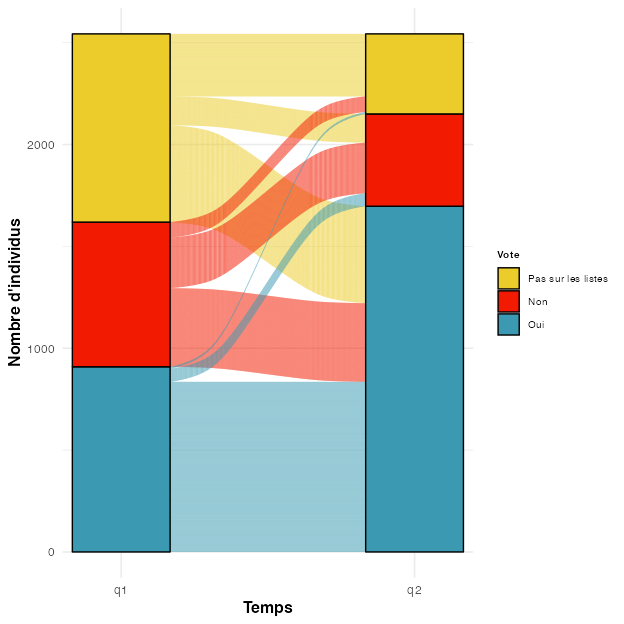 Nombre d'individus
2000
1000
0
q1
q2
Temps
Vote
Pas sur les listes
Non
Oui